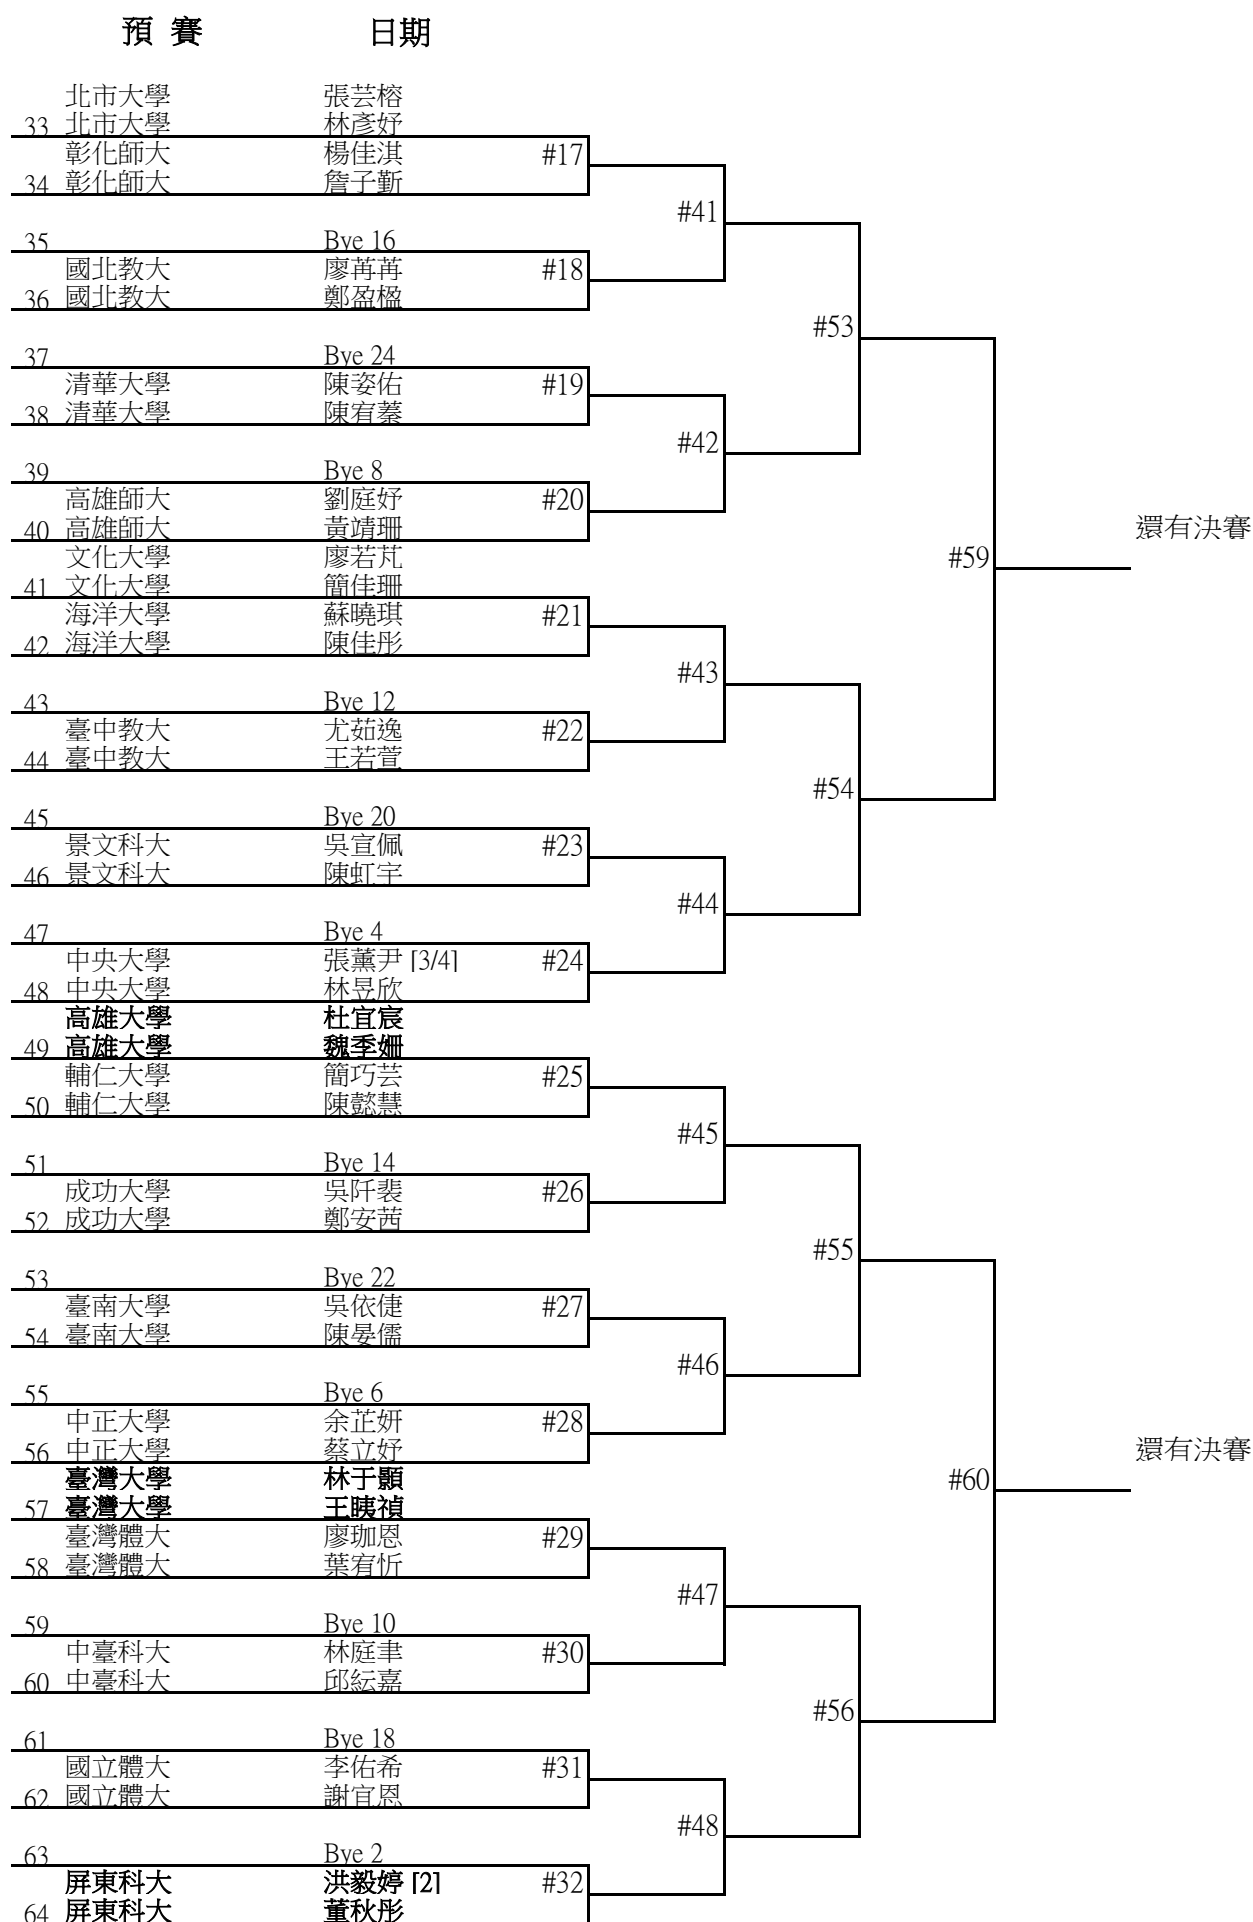 預 賽 日期
北市大學 張芸榕
33 北市大學 林彥妤
彰化師大 楊佳淇 #17
34 彰化師大 詹子勤
#41
35 Bye 16
國北教大 廖苒苒 #18
36 國北教大 鄭盈楹
#53
37 Bye 24
清華大學 陳姿佑 #19
38 清華大學 陳宥蓁
#42
39 Bye 8
高雄師大 劉庭妤 #20
40 高雄師大 黃靖珊
還有決賽
文化大學 廖若芃
#59
41 文化大學 簡佳珊
海洋大學 蘇曉琪 #21
42 海洋大學 陳佳彤
#43
43 Bye 12
臺中教大 尤茹逸 #22
44 臺中教大 王若萱
#54
45 Bye 20
景文科大 吳宣佩 #23
46 景文科大 陳虹宇
#44
47 Bye 4
中央大學 張薰尹 [3/4] #24
48 中央大學 林昱欣
高雄大學 杜宜宸
49 高雄大學 魏季姍
輔仁大學 簡巧芸 #25
50 輔仁大學 陳懿慧
#45
51 Bye 14
成功大學 吳阡裴 #26
52 成功大學 鄭安茜
#55
53 Bye 22
臺南大學 吳依倢 #27
54 臺南大學 陳晏儒
#46
55 Bye 6
中正大學 余芷妍 #28
56 中正大學 蔡立妤
還有決賽
臺灣大學 林于顥
#60
57 臺灣大學 王䀹禎
臺灣體大 廖珈恩 #29
58 臺灣體大 葉宥忻
#47
59 Bye 10
中臺科大 林庭聿 #30
60 中臺科大 邱紜嘉
#56
61 Bye 18
國立體大 李佑希 #31
62 國立體大 謝宜恩
#48
63 Bye 2
屏東科大 洪毅婷 [2] #32
64 屏東科大 董秋彤